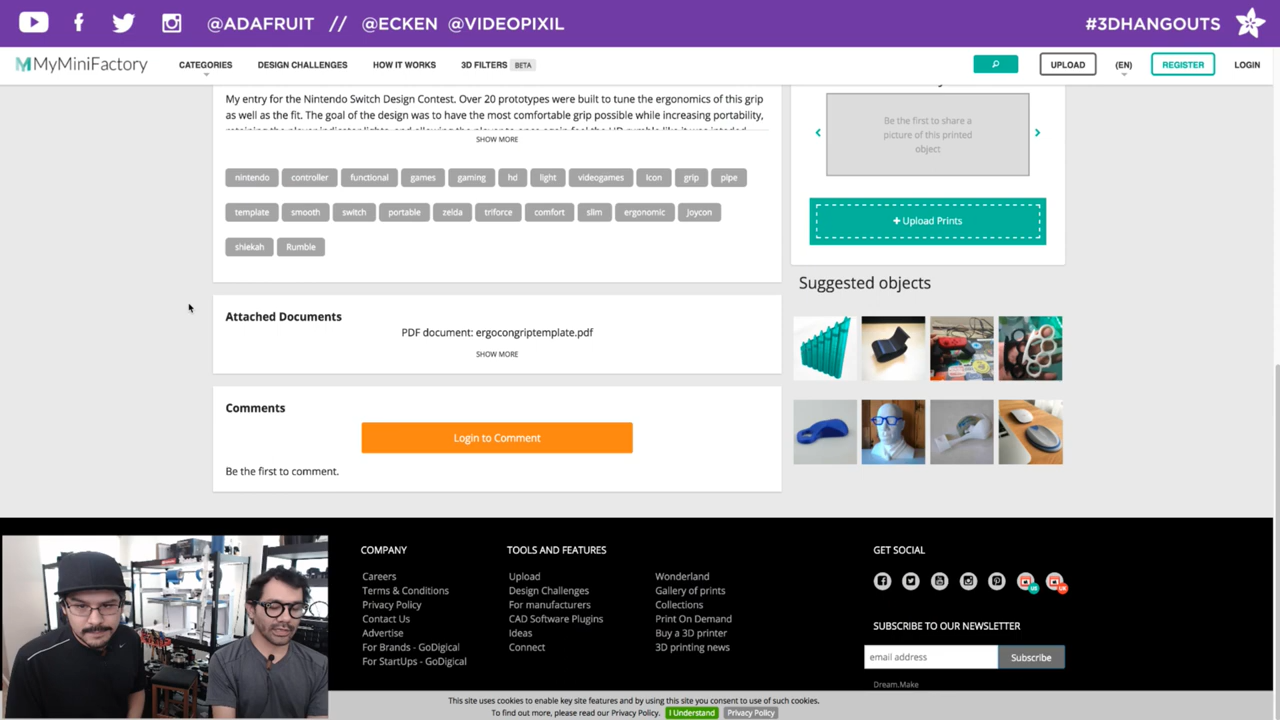 @ADAFRUIT // @ECKEN @VIDEOPIXIL
#3DHANGOUTS
MyMiniFactory
CATEGORIES
DESIGN CHALLENGES
HOW IT WORKS
3D FILTERS BETA
UPLOAD
(EN)
REGISTER
LOGIN
My entry for the Nintendo Switch Design Contest. Over 20 prototypes were built to tune the ergonomics of this grip
as well as the fit. The goal of the design was to have the most comfortable grip possible while increasing portability,
SHOW MORE
nintendo controller functional games gaming hd light videogames Icon grip pipe
template smooth switch portable zelda triforce comfort slim ergonomic Joycon
shiekah Rumble
Be the first to share a
picture of this printed
object
+ Upload Prints
Suggested objects
Attached Documents
PDF document: ergocongriptemplate.pdf
SHOW MORE
Comments
Login to Comment
Be the first to comment.
COMPANY
Careers
Terms & Conditions
Privacy Policy
Contact Us
Advertise
For Brands - GoDigital
For StartUps - GoDigital
TOOLS AND FEATURES
Upload
Design Challenges
For manufacturers
CAD Software Plugins
Ideas
Connect
Wonderland
Gallery of prints
Collections
Print On Demand
Buy a 3D printer
3D printing news
GET SOCIAL
SUBSCRIBE TO OUR NEWSLETTER
email address
Subscribe
Dream.Make
This site uses cookies to enable key site features and by using this site you consent to use of such cookies.
To find out more, please read our Privacy Policy. I Understand Privacy Policy